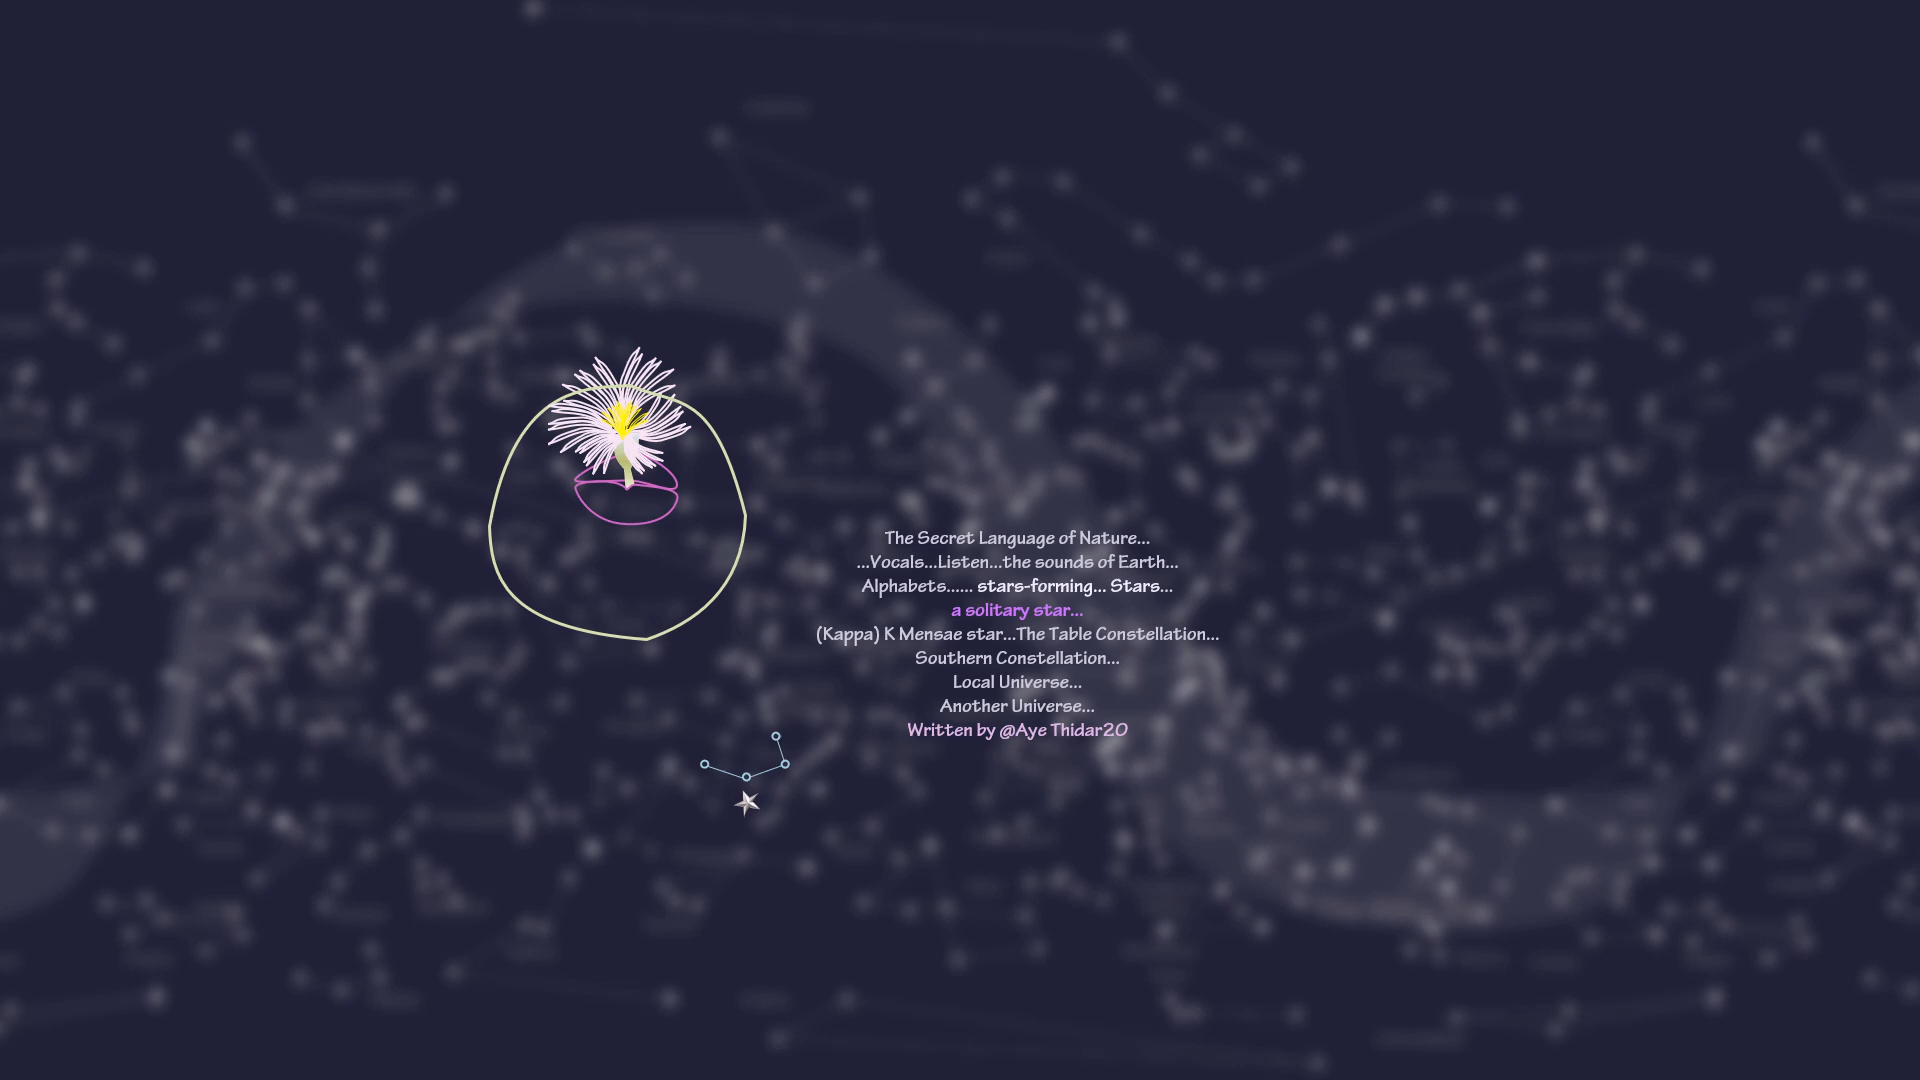 The Secret Language of Nature...
...Vocals...Listen...the sounds of Earth...
Alphabets...... stars-forming... Stars...
a solitary star...
(Kappa) K Mensae star...The Table Constellation...
Southern Constellation...
Local Universe...
Another Universe...
Written by @Aye Thidar20